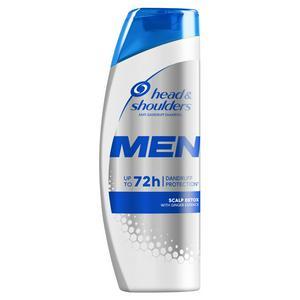 head&
shoulders
ANTI-DANDRUFF SHAMPOO
MEN
UP TO 72h DANDRUFF PROTECTION*
SCALP DETOX
WITH GINGER ESSENCE